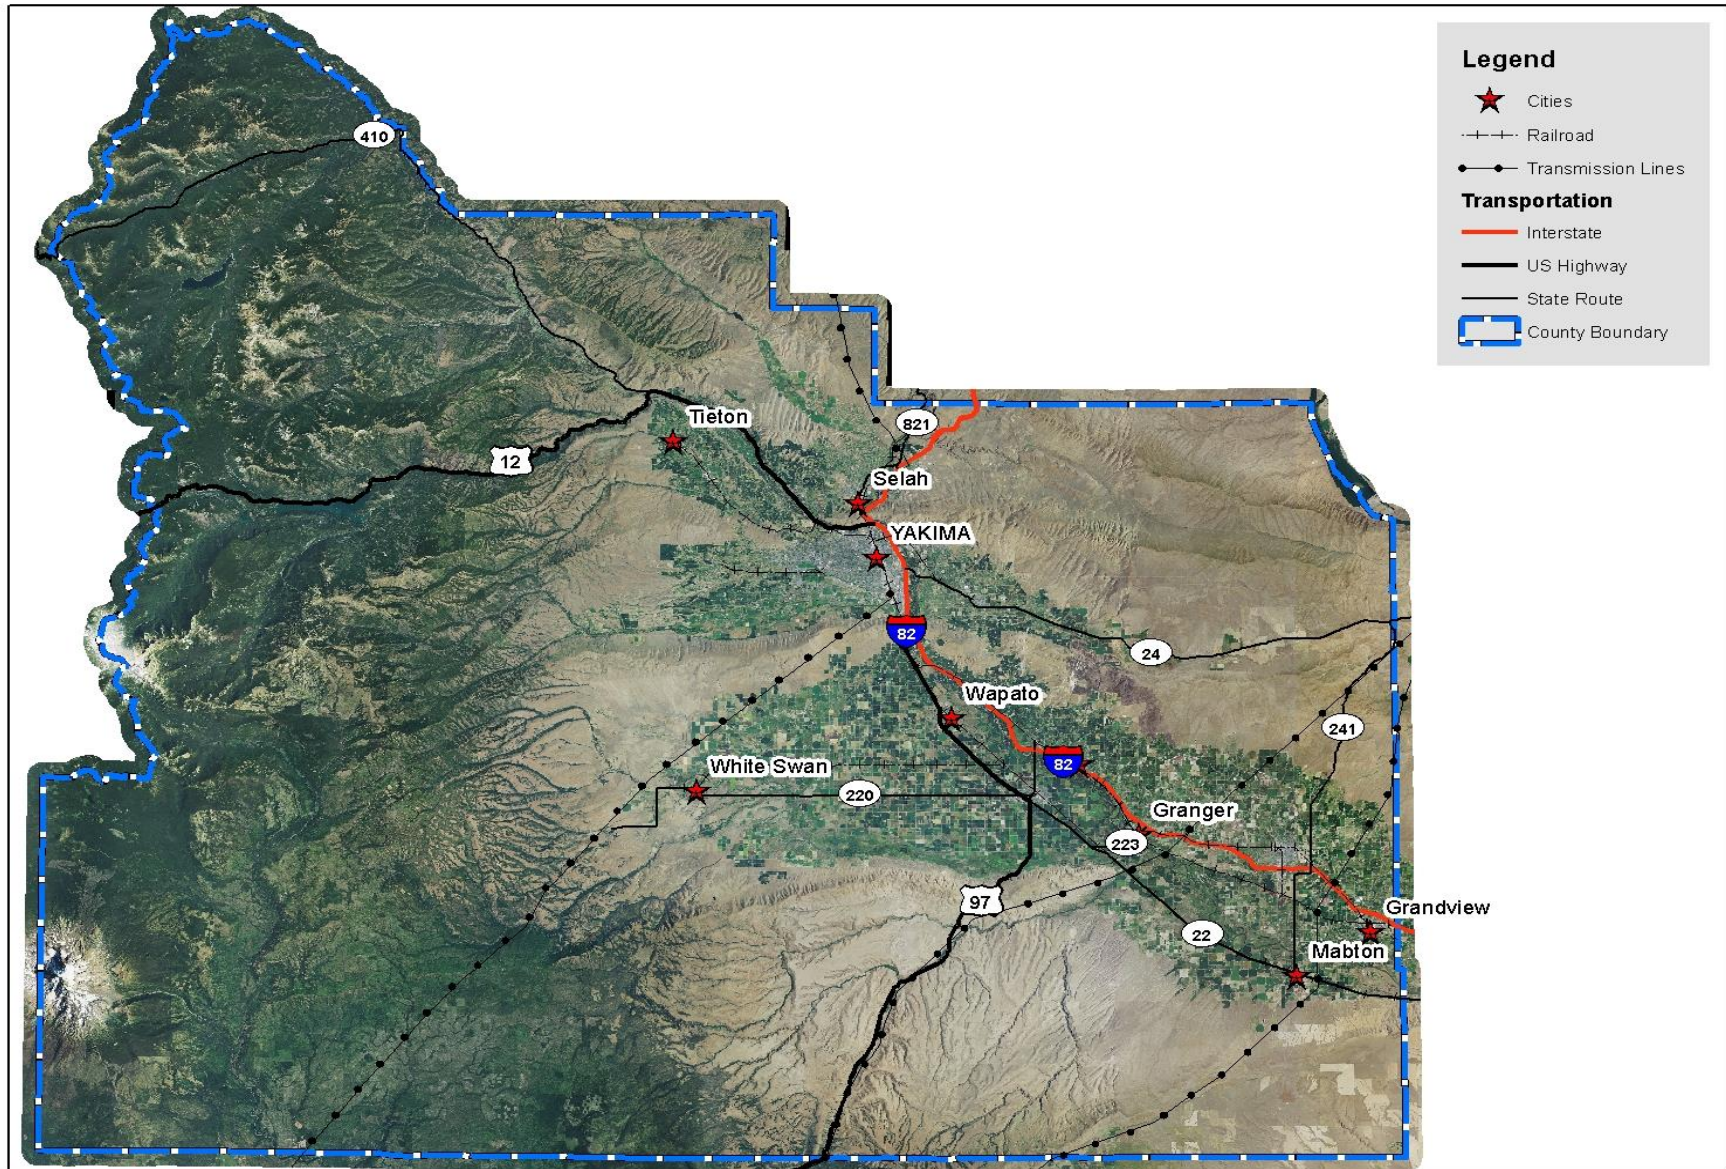 Legend
Cities
Railroad
Transmission Lines
Transportation
Interstate
US Highway
State Route
County Boundary
410
Tieton
821
12
Selah
YAKIMA
82
24
Wapato
241
82
White Swan
220
Granger
223
97
Grandview
22
Mabton